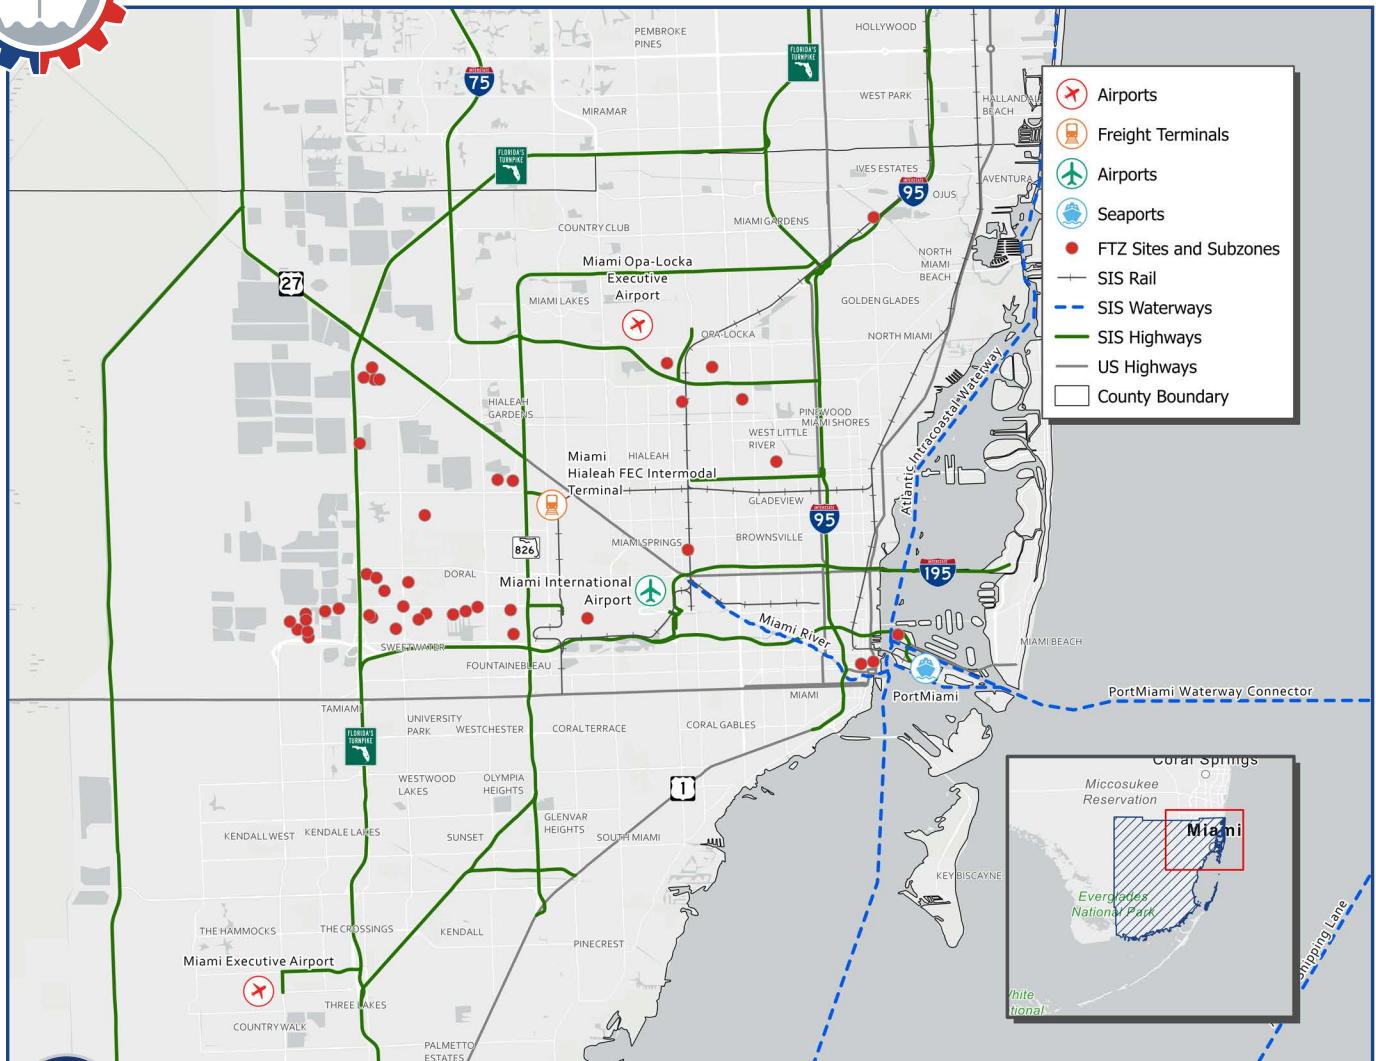 PEMBROKE
PINES
HOLLYWOOD
FLORIDA'S
TURNPIKE
INTERSTATE
75
WEST PARK
HALLANDAL
BEACH
MIRAMAR
FLORIDA'S
TURNPIKE
IVES ESTATES
INTERSTATE
95
OJUS
AVENTURA
COUNTRY CLUB
MIAMI GARDENS
NORTH
MIAMI
BEACH
Miami Opa-Locka
Executive
Airport
27
MIAMI LAKES
GOLDEN GLADES
OPA-LOCKA
NORTH MIAMI
Atlantic Intracoastal Waterway
HIALEAH
GARDENS
PINEWOOD
MIAMI SHORES
WEST LITTLE
RIVER
Miami
Hialeah FEC Intermodal
Terminal
HIALEAH
GLADEVIEW
INTERSTATE
95
826
MIAMI SPRINGS
BROWNSVILLE
INTERSTATE
195
DORAL
Miami International
Airport
Miami River
SWEETWATER
FOUNTAINEBLEAU
MIAMI BEACH
MIAMI
PortMiami
PortMiami Waterway Connector
TAMIAMI
UNIVERSITY
PARK
WESTCHESTER
CORAL TERRACE
CORAL GABLES
FLORIDA'S
TURNPIKE
WESTWOOD
LAKES
OLYMPIA
HEIGHTS
1
GLENVAR
HEIGHTS
KENDALL WEST
KENDALE LAKES
SUNSET
SOUTH MIAMI
KEY BISCAYNE
THE HAMMOCKS
THE CROSSINGS
KENDALL
PINECREST
Miami Executive Airport
THREE LAKES
COUNTRY WALK
PALMETTO
ESTATES
Shipping Lane
Airports
Freight Terminals
Airports
Seaports
FTZ Sites and Subzones
SIS Rail
SIS Waterways
SIS Highways
US Highways
County Boundary
Coral Springs
Miccosukee
Reservation
Miami
Everglades
National Park
White
tional